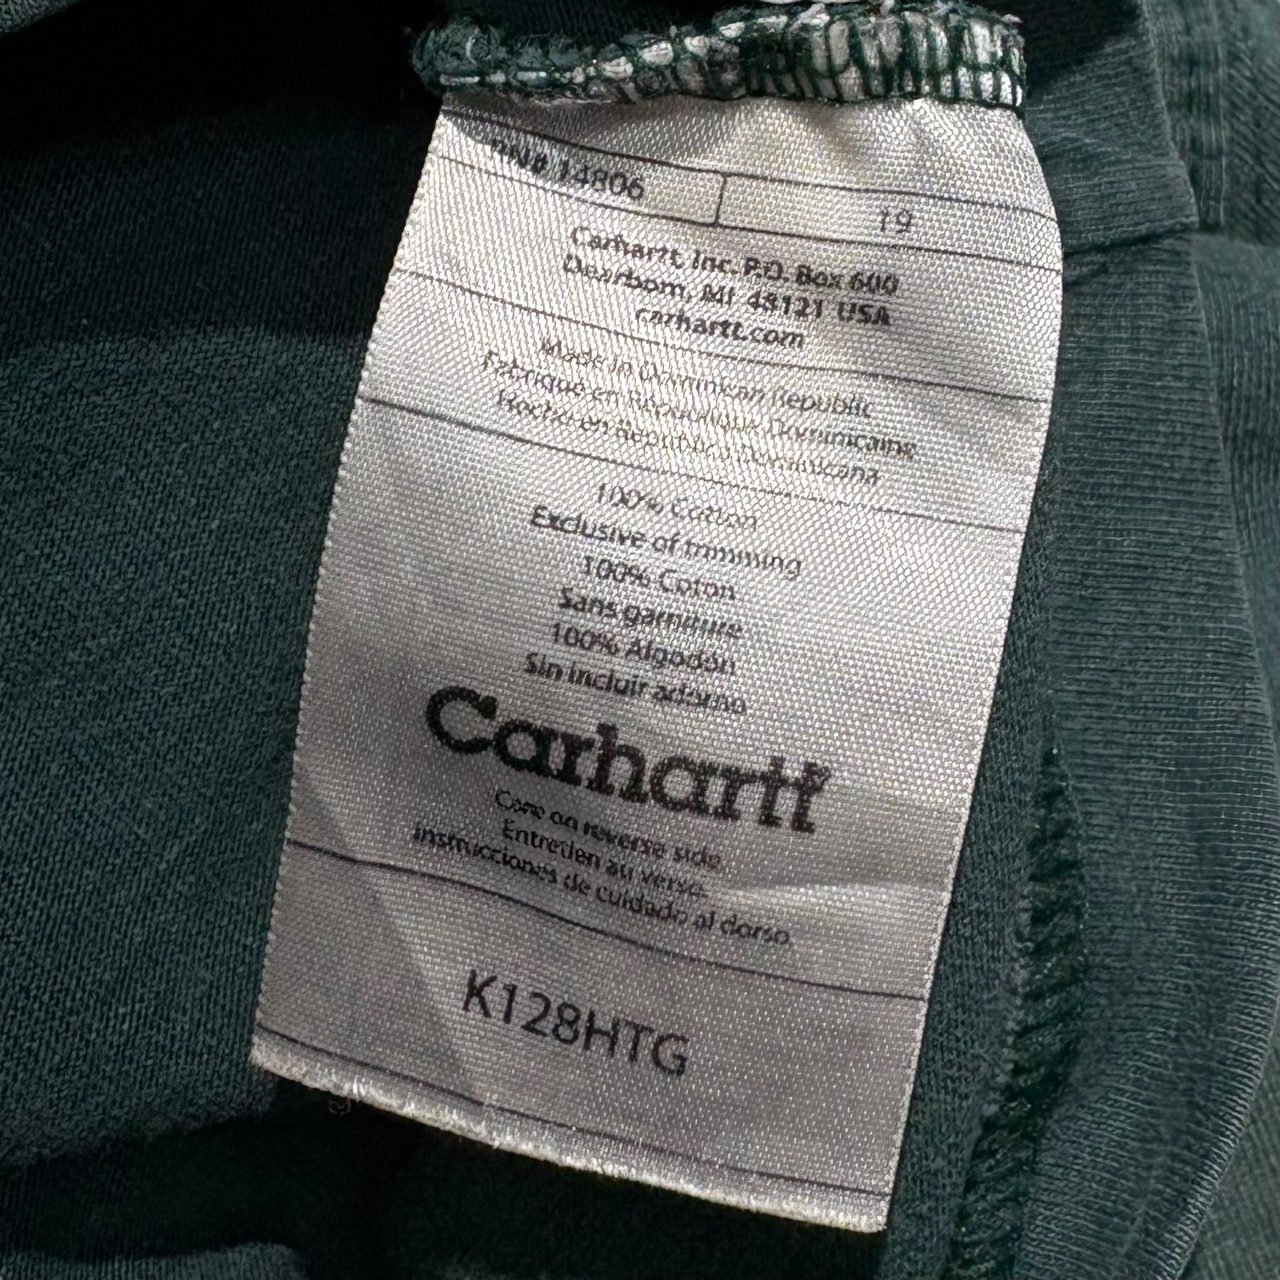 RN# 14806
19
Carhartt Inc. P.O. Box 600
Dearborn, MI 48121 USA
carhartt.com
Made in Dominican Republic
Fabriqué en République Dominicaine
Hecho en República Dominicana
100% Cotton
Exclusive of trimming
100% Coton
Sans garniture
100% Algodón
Sin incluir adorno
Carhartt
Care on reverse side.
Entretien au verso.
Instrucciones de cuidado al dorso.
K128HTG